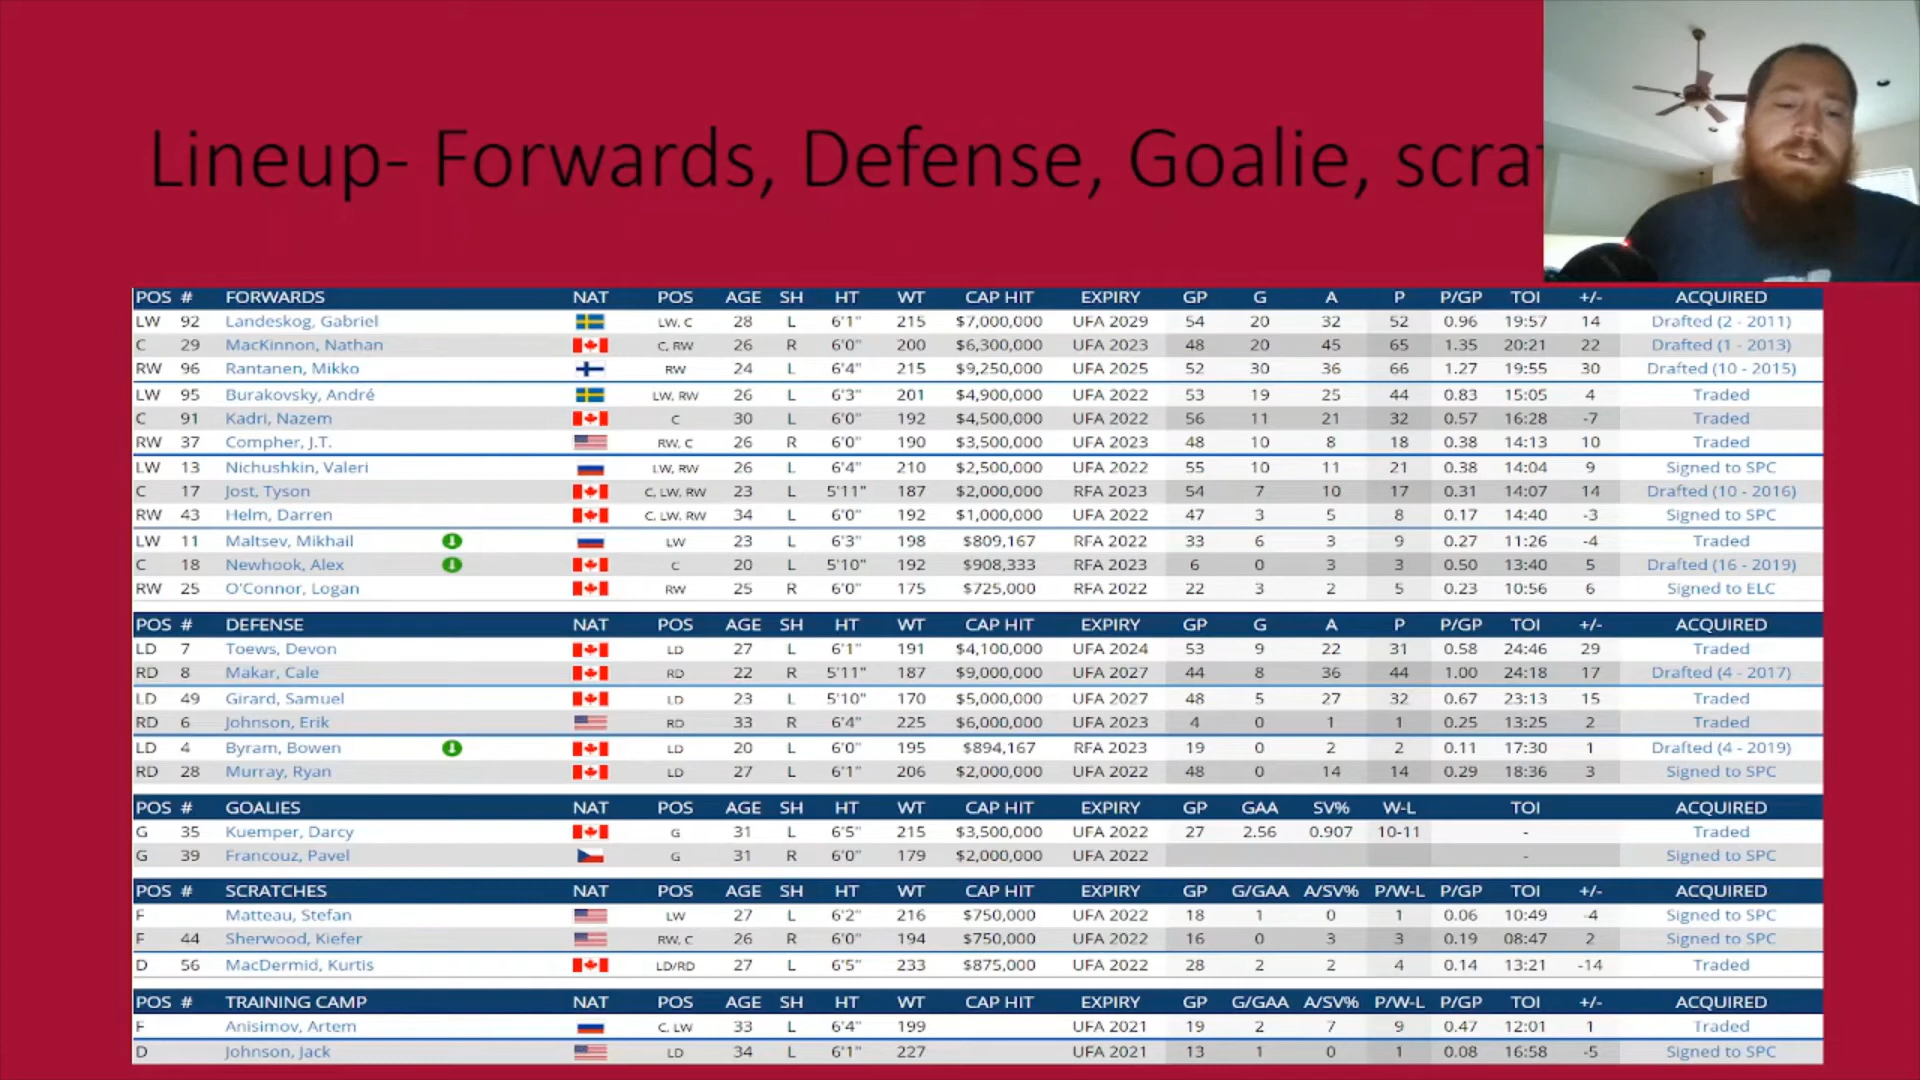 Lineup- Forwards, Defense, Goalie, scra
POS # FORWARDS NAT POS AGE SH HT WT CAP HIT EXPIRY GP G A P P/GP TOI +/- ACQUIRED
LW 92 Landeskog, Gabriel LW, C 28 L 6'1" 215 $7,000,000 UFA 2029 54 20 32 52 0.96 19:57 14 Drafted (2 - 2011)
C 29 MacKinnon, Nathan C, RW 26 R 6'0" 200 $6,300,000 UFA 2023 48 20 45 65 1.35 20:21 22 Drafted (1 - 2013)
RW 96 Rantanen, Mikko RW 24 L 6'4" 215 $9,250,000 UFA 2025 52 30 36 66 1.27 19:55 30 Drafted (10 - 2015)
LW 95 Burakovsky, André LW, RW 26 L 6'3" 201 $4,900,000 UFA 2022 53 19 25 44 0.83 15:05 4 Traded
C 91 Kadri, Nazem C 30 L 6'0" 192 $4,500,000 UFA 2022 56 11 21 32 0.57 16:28 -7 Traded
RW 37 Compher, J.T. RW, C 26 R 6'0" 190 $3,500,000 UFA 2023 48 10 8 18 0.38 14:13 10 Traded
LW 13 Nichushkin, Valeri LW, RW 26 L 6'4" 210 $2,500,000 UFA 2022 55 10 11 21 0.38 14:04 9 Signed to SPC
C 17 Jost, Tyson C, LW, RW 23 L 5'11" 187 $2,000,000 RFA 2023 54 7 10 17 0.31 14:07 14 Drafted (10 - 2016)
RW 43 Helm, Darren C, LW, RW 34 L 6'0" 192 $1,000,000 UFA 2022 47 3 5 8 0.17 14:40 -3 Signed to SPC
LW 11 Maltsev, Mikhail LW 23 L 6'3" 198 $809,167 RFA 2022 33 6 3 9 0.27 11:26 -4 Traded
C 18 Newhook, Alex C 20 L 5'10" 192 $908,333 RFA 2023 6 0 3 3 0.50 13:40 5 Drafted (16 - 2019)
RW 25 O'Connor, Logan RW 25 R 6'0" 175 $725,000 RFA 2022 22 3 2 5 0.23 10:56 6 Signed to ELC
POS # DEFENSE NAT POS AGE SH HT WT CAP HIT EXPIRY GP G A P P/GP TOI +/- ACQUIRED
LD 7 Toews, Devon LD 27 L 6'1" 191 $4,100,000 UFA 2024 53 9 22 31 0.58 24:46 29 Traded
RD 8 Makar, Cale RD 22 R 5'11" 187 $9,000,000 UFA 2027 44 8 36 44 1.00 24:18 17 Drafted (4 - 2017)
LD 49 Girard, Samuel LD 23 L 5'10" 170 $5,000,000 UFA 2027 48 5 27 32 0.67 23:13 15 Traded
RD 6 Johnson, Erik RD 33 R 6'4" 225 $6,000,000 UFA 2023 4 0 1 1 0.25 13:25 2 Traded
LD 4 Byram, Bowen LD 20 L 6'0" 195 $894,167 RFA 2023 19 0 2 2 0.11 17:30 1 Drafted (4 - 2019)
RD 28 Murray, Ryan LD 27 L 6'1" 206 $2,000,000 UFA 2022 48 0 14 14 0.29 18:36 3 Signed to SPC
POS # GOALIES NAT POS AGE SH HT WT CAP HIT EXPIRY GP GAA SV% W-L TOI ACQUIRED
G 35 Kuemper, Darcy G 31 L 6'5" 215 $3,500,000 UFA 2022 27 2.56 0.907 10-11 - Traded
G 39 Francouz, Pavel G 31 R 6'0" 179 $2,000,000 UFA 2022 - Signed to SPC
POS # SCRATCHES NAT POS AGE SH HT WT CAP HIT EXPIRY GP G/GAA A/SV% P/W-L P/GP TOI +/- ACQUIRED
F Matteau, Stefan LW 27 L 6'2" 216 $750,000 UFA 2022 18 1 0 1 0.06 10:49 -4 Signed to SPC
F 44 Sherwood, Kiefer RW, C 26 R 6'0" 194 $750,000 UFA 2022 16 0 3 3 0.19 08:47 2 Signed to SPC
D 56 MacDermid, Kurtis LD/RD 27 L 6'5" 233 $875,000 UFA 2022 28 2 2 4 0.14 13:21 -14 Traded
POS # TRAINING CAMP NAT POS AGE SH HT WT CAP HIT EXPIRY GP G/GAA A/SV% P/W-L P/GP TOI +/- ACQUIRED
F Anisimov, Artem C, LW 33 L 6'4" 199 UFA 2021 19 2 7 9 0.47 12:01 1 Traded
D Johnson, Jack LD 34 L 6'1" 227 UFA 2021 13 1 0 1 0.08 16:58 -5 Signed to SPC